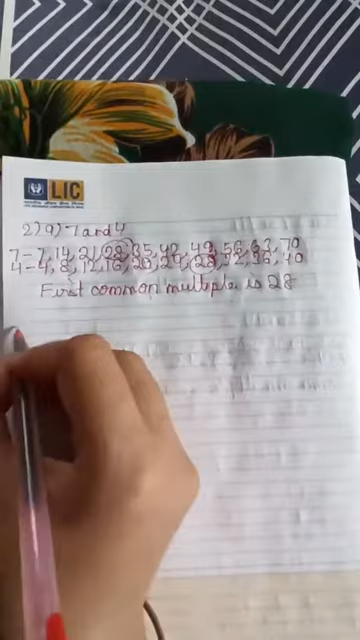 LIC
2) a) 7 and 4
7 - 7, 14, 21, 28, 35, 42, 49, 56, 63, 70
4 - 4, 8, 12, 16, 20, 24, 28, 32, 36, 40
First common multiple is 28